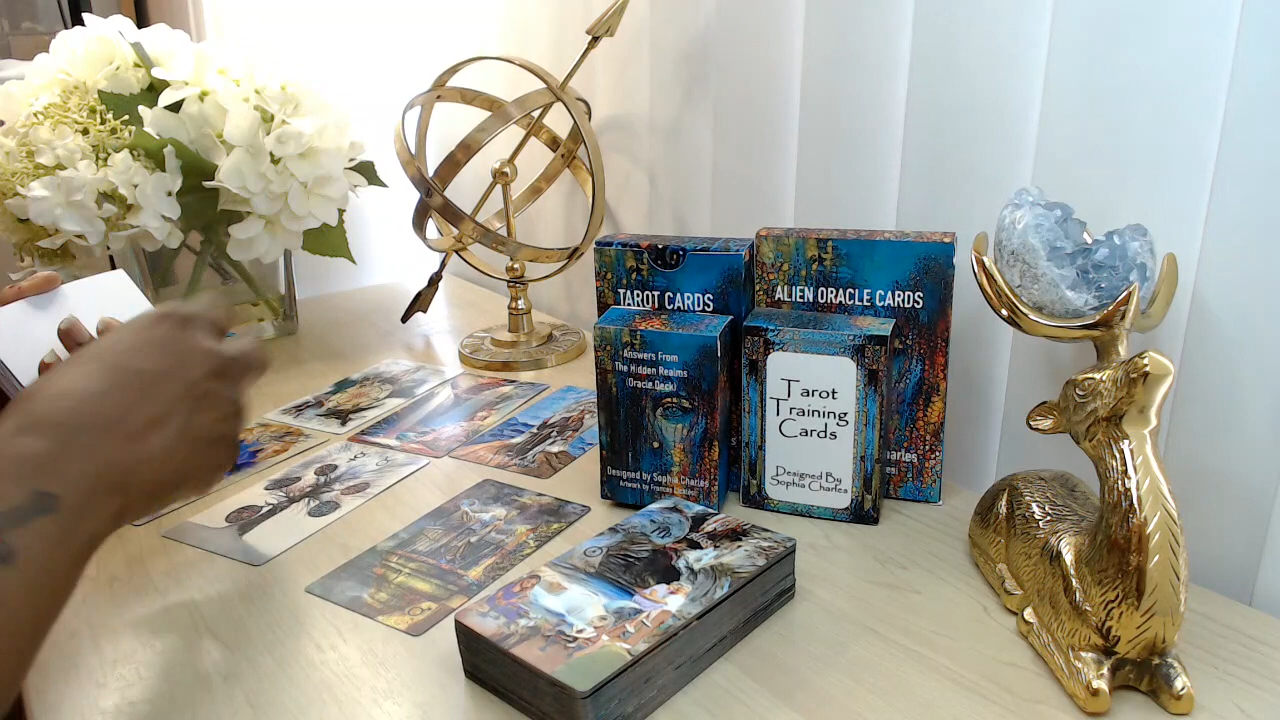 TAROT CARDS
ALIEN ORACLE CARDS
Answers From
The Hidden Realms
(Oracle Deck)
Designed by Sophia Charles
Tarot
Training
Cards
Designed By
Sophia Charles